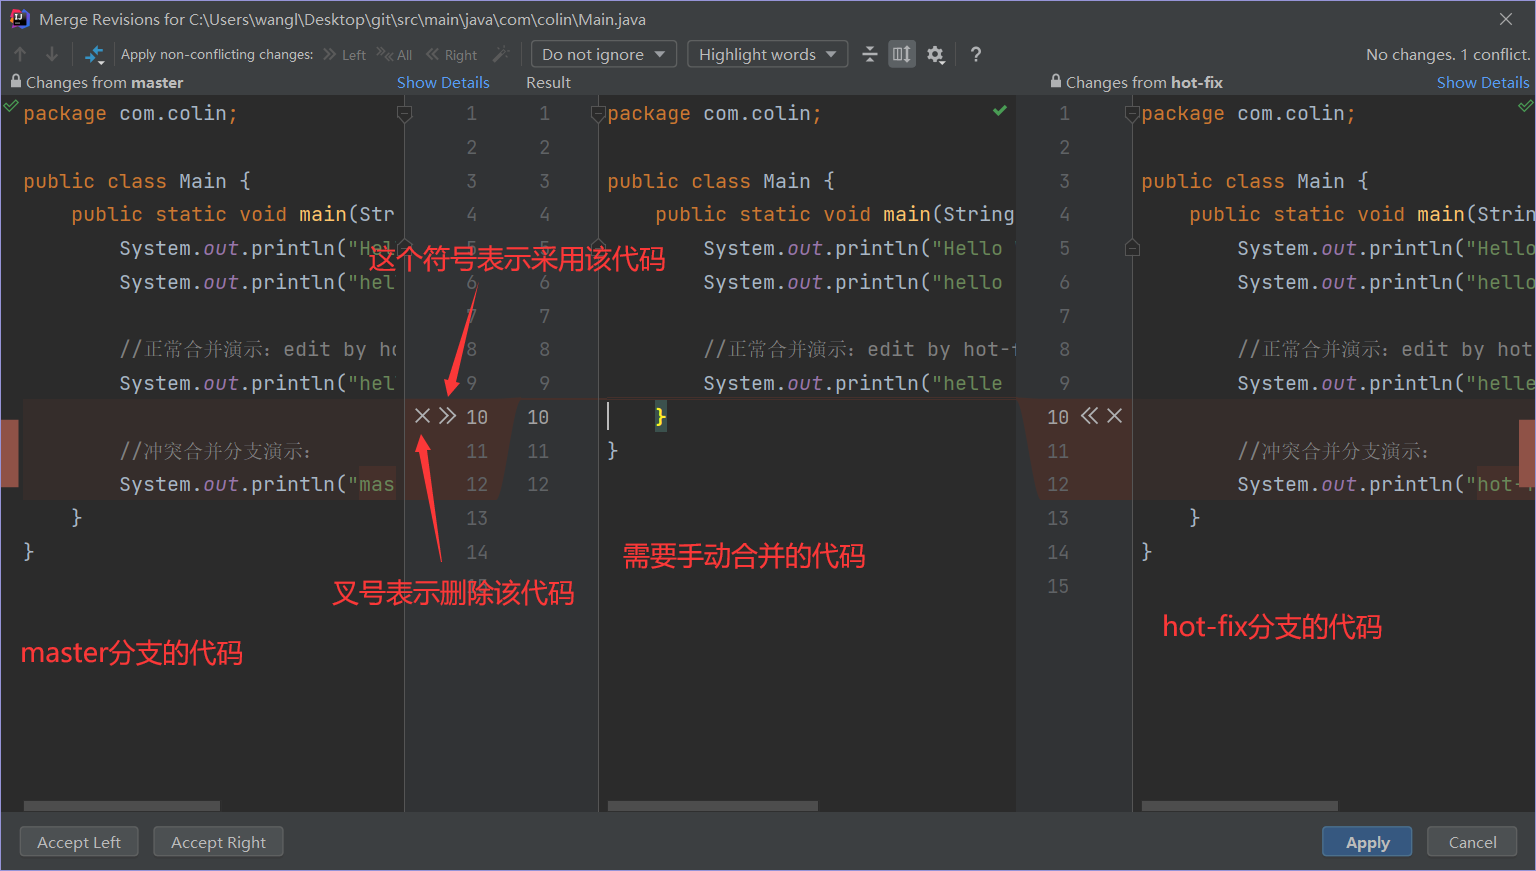 Merge Revisions for C:\Users\wangl\Desktop\git\src\main\java\com\colin\Main.java
Apply non-conflicting changes: Left All Right Do not ignore Highlight words ? No changes. 1 conflict.
Changes from master Show Details Result Changes from hot-fix Show Details
package com.colin; 1
2
public class Main { 3
public static void main(Str 4
System.out.println("Hel 5
System.out.println("hel 6
7
//正常合并演示：edit by ho 8
System.out.println("hel 9
10
//冲突合并分支演示： 11
System.out.println("mas 12
} 13
} 14
1 package com.colin;
2
3 public class Main {
4 public static void main(String
5 System.out.println("Hello
6 System.out.println("hello
7
8 //正常合并演示：edit by hot-f
9 System.out.println("helle
10 }
11 }
12
1 package com.colin;
2
3 public class Main {
4 public static void main(Strin
5 System.out.println("Hello
6 System.out.println("hello
7
8 //正常合并演示：edit by hot
9 System.out.println("helle
10
11 //冲突合并分支演示：
12 System.out.println("hot-
13 }
14 }
15
这个符号表示采用该代码
叉号表示删除该代码
需要手动合并的代码
master分支的代码
hot-fix分支的代码
Accept Left Accept Right Apply Cancel